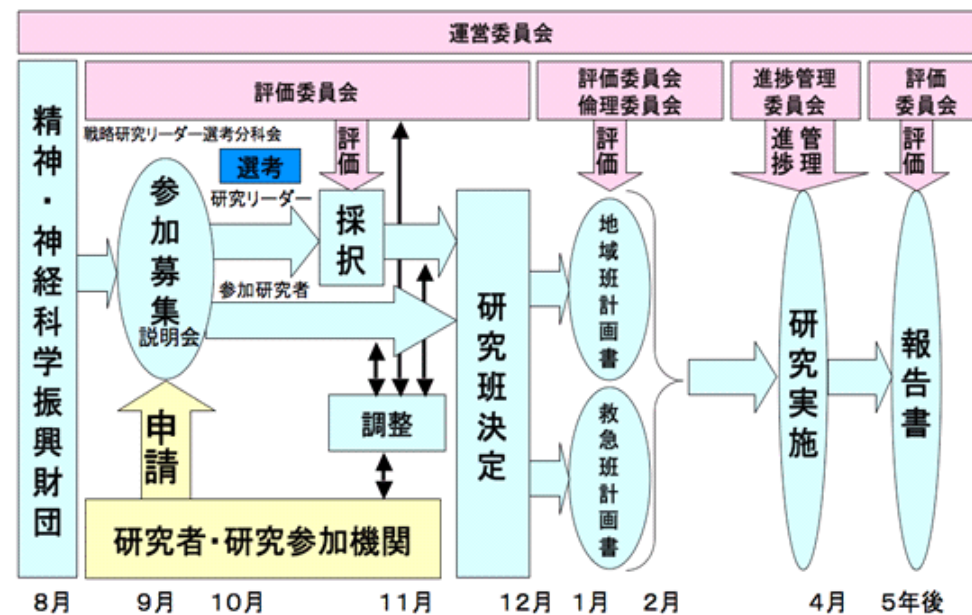 運営委員会
精神・神経科学振興財団
評価委員会
評価委員会
倫理委員会
進捗管理
委員会
評価
委員会
戦略研究リーダー選考分科会
選考
評価
評価
進捗
管理
評価
研究リーダー
参加募集
説明会
採択
参加研究者
調整
申請
研究者・研究参加機関
研究班決定
地域班計画書
救急班計画書
研究実施
報告書
8月
9月
10月
11月
12月
1月
2月
4月
5年後